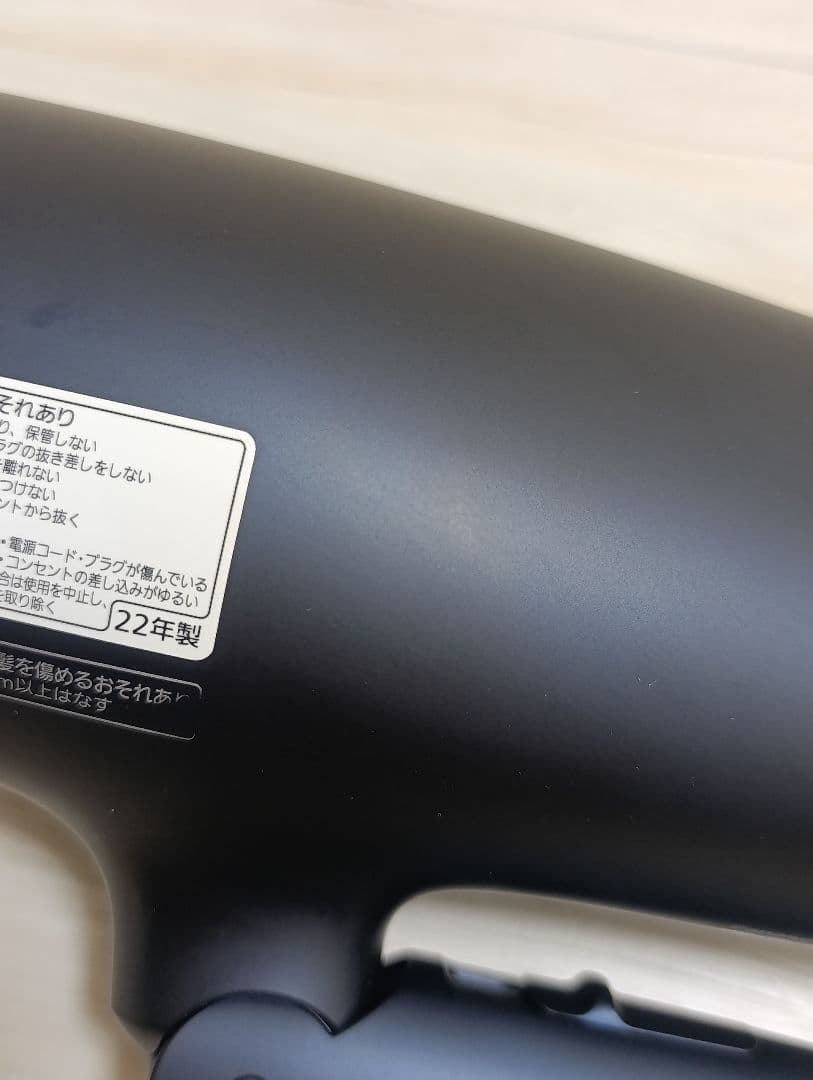 それあり
り、保管しない
ラグの抜き差しをしない
離れない
つけない
ントから抜く
・電源コード・プラグが傷んでいる
・コンセントの差し込みがゆるい
合は使用を中止し、
を取り除く
22年製
髪を傷めるおそれあり
m以上はなす